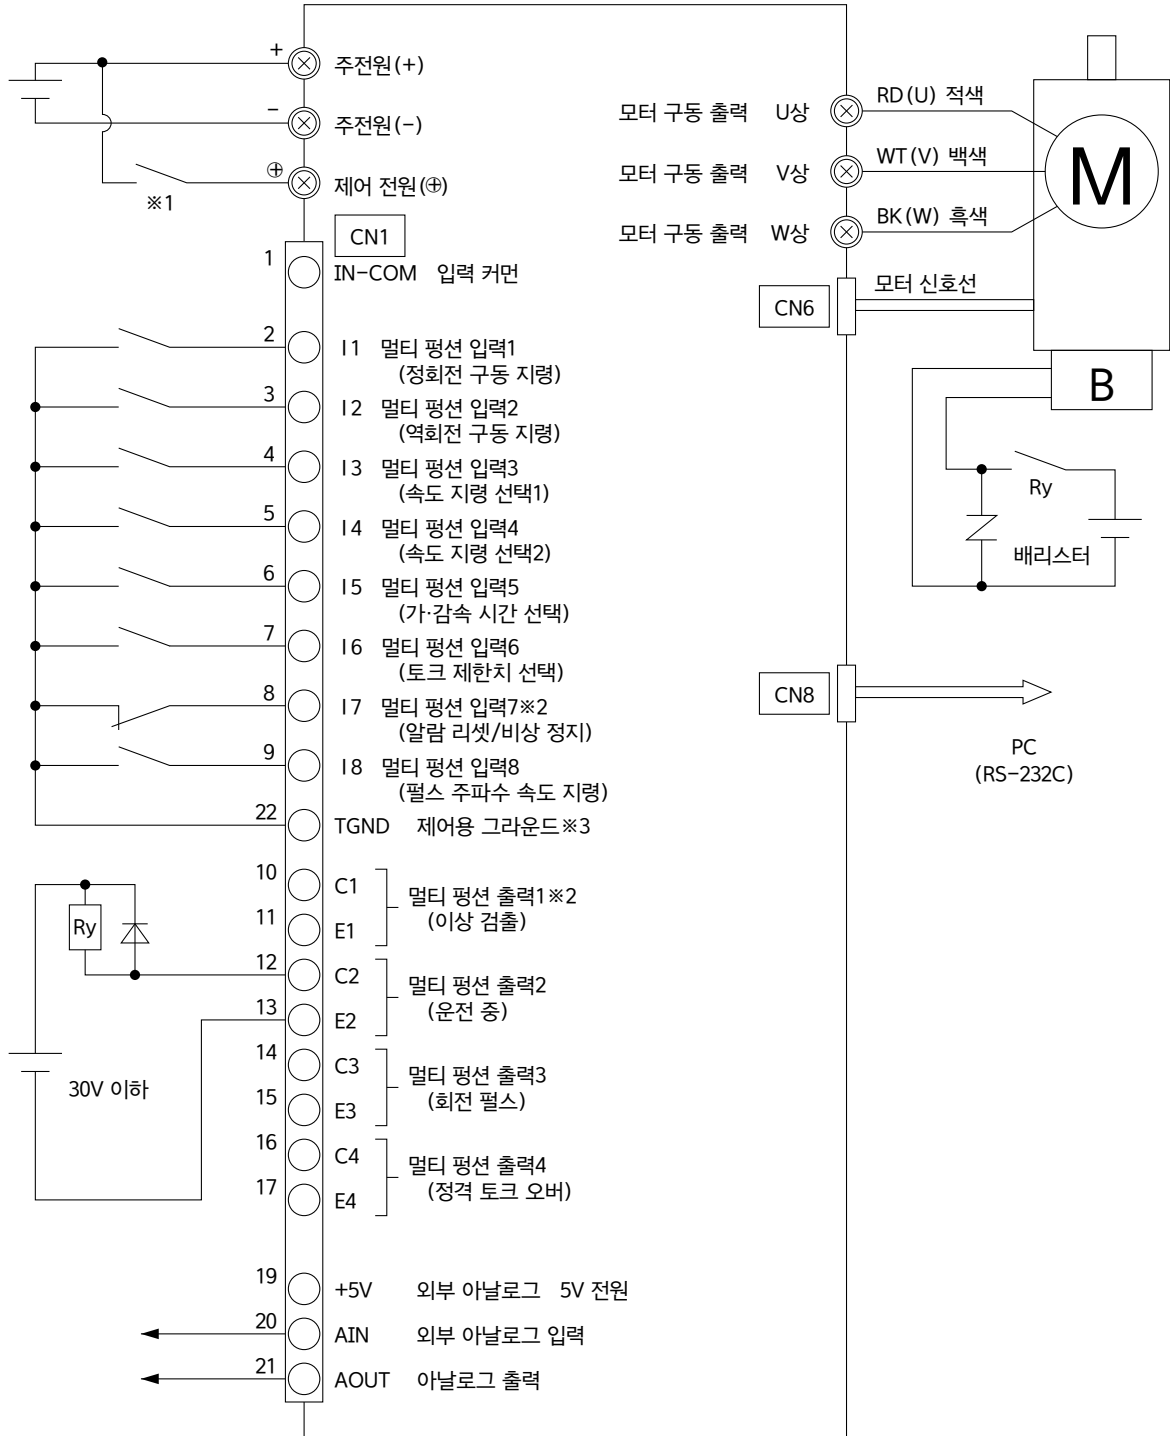 +
주전원(+)
−
주전원(−)
⊕
제어 전원(⊕)
※1
CN1
1
IN-COM 입력 커먼
2
I1 멀티 펑션 입력1
(정회전 구동 지령)
3
I2 멀티 펑션 입력2
(역회전 구동 지령)
4
I3 멀티 펑션 입력3
(속도 지령 선택1)
5
I4 멀티 펑션 입력4
(속도 지령 선택2)
6
I5 멀티 펑션 입력5
(가·감속 시간 선택)
7
I6 멀티 펑션 입력6
(토크 제한치 선택)
8
I7 멀티 펑션 입력7※2
(알람 리셋/비상 정지)
9
I8 멀티 펑션 입력8
(펄스 주파수 속도 지령)
22
TGND 제어용 그라운드※3
10
C1
11
E1
멀티 펑션 출력1※2
(이상 검출)
Ry
12
C2
13
E2
멀티 펑션 출력2
(운전 중)
30V 이하
14
C3
15
E3
멀티 펑션 출력3
(회전 펄스)
16
C4
17
E4
멀티 펑션 출력4
(정격 토크 오버)
19
+5V 외부 아날로그 5V 전원
20
AIN 외부 아날로그 입력
21
AOUT 아날로그 출력
모터 구동 출력 U상
RD(U) 적색
모터 구동 출력 V상
WT(V) 백색
모터 구동 출력 W상
BK(W) 흑색
M
CN6
모터 신호선
B
Ry
배리스터
CN8
PC
(RS-232C)